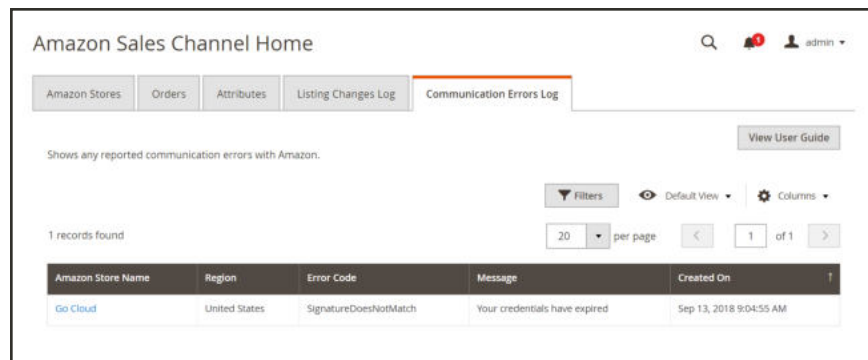 Amazon Sales Channel Home
1
admin
Amazon Stores Orders Attributes Listing Changes Log Communication Errors Log
View User Guide
Shows any reported communication errors with Amazon.
Filters Default View Columns
1 records found 20 per page 1 of 1
Amazon Store Name Region Error Code Message Created On
Go Cloud United States SignatureDoesNotMatch Your credentials have expired Sep 13, 2018 9:04:55 AM